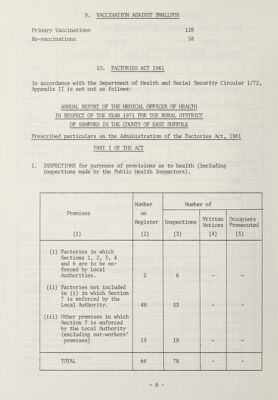 9. VACCINATION AGAINST SMALLPOX
Primary Vaccinations 128
Re-vaccinations 58
10. FACTORIES ACT 1961
In accordance with the Department of Health and Social Security Circular 1/72,
Appendix II is set out as follows:
ANNUAL REPORT OF THE MEDICAL OFFICER OF HEALTH
IN RESPECT OF THE YEAR 1971 FOR THE RURAL DISTRICT
OF SAMFORD IN THE COUNTY OF EAST SUFFOLK
Prescribed particulars on the Administration of the Factories Act, 1961
PART I OF THE ACT
1. INSPECTIONS for purposes of provisions as to health (including
inspections made by the Public Health Inspectors).
Premises
(1)
Number
on
Register
(2)
Number of
Inspections
(3)
Written
Notices
(4)
Occupiers
Prosecuted
(5)
(i) Factories in which
Sections 1, 2, 3, 4
and 6 are to be en-
forced by Local
Authorities. 2 6 - -
(ii) Factories not included
in (i) in which Section
7 is enforced by the
Local Authority 49 53 - -
(iii) Other premises in which
Section 7 is enforced
by the Local Authority
(excluding out-workers'
premises) 13 19 - -
TOTAL 64 78 - -
- 6 -